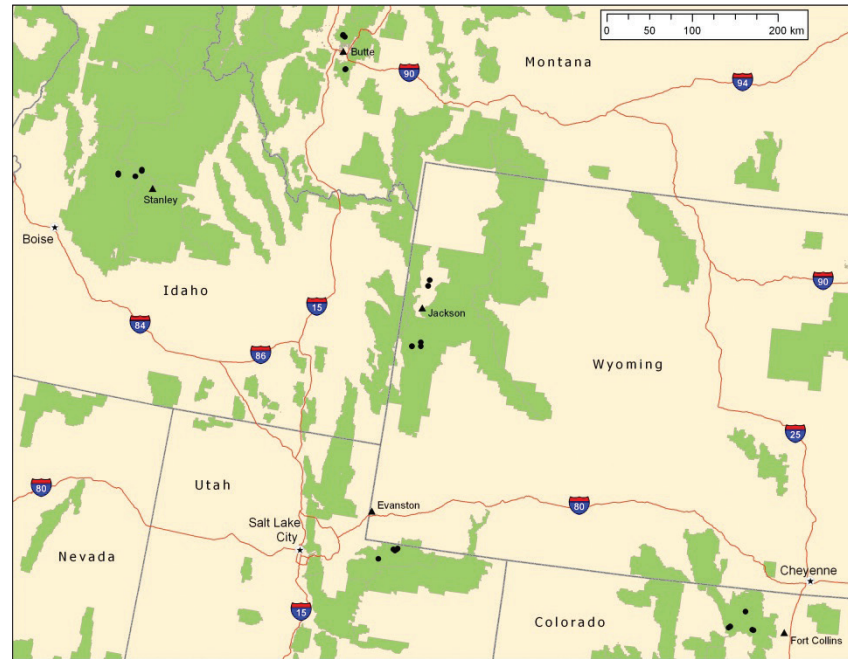 0 50 100 200 km
Butte
Montana
90
94
Stanley
Boise
Idaho
15
Jackson
90
84
86
Wyoming
25
80
Utah
Evanston
80
Salt Lake
City
Nevada
Cheyenne
15
Colorado
Fort Collins